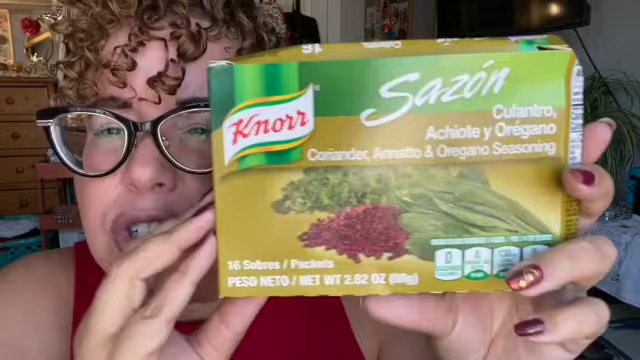 16
Knorr
Sazón
Culantro,
Achiote y Orégano
Coriander, Annatto & Oregano Seasoning
16 Sobres / Packets
PESO NETO / NET WT 2.82 OZ (80g)